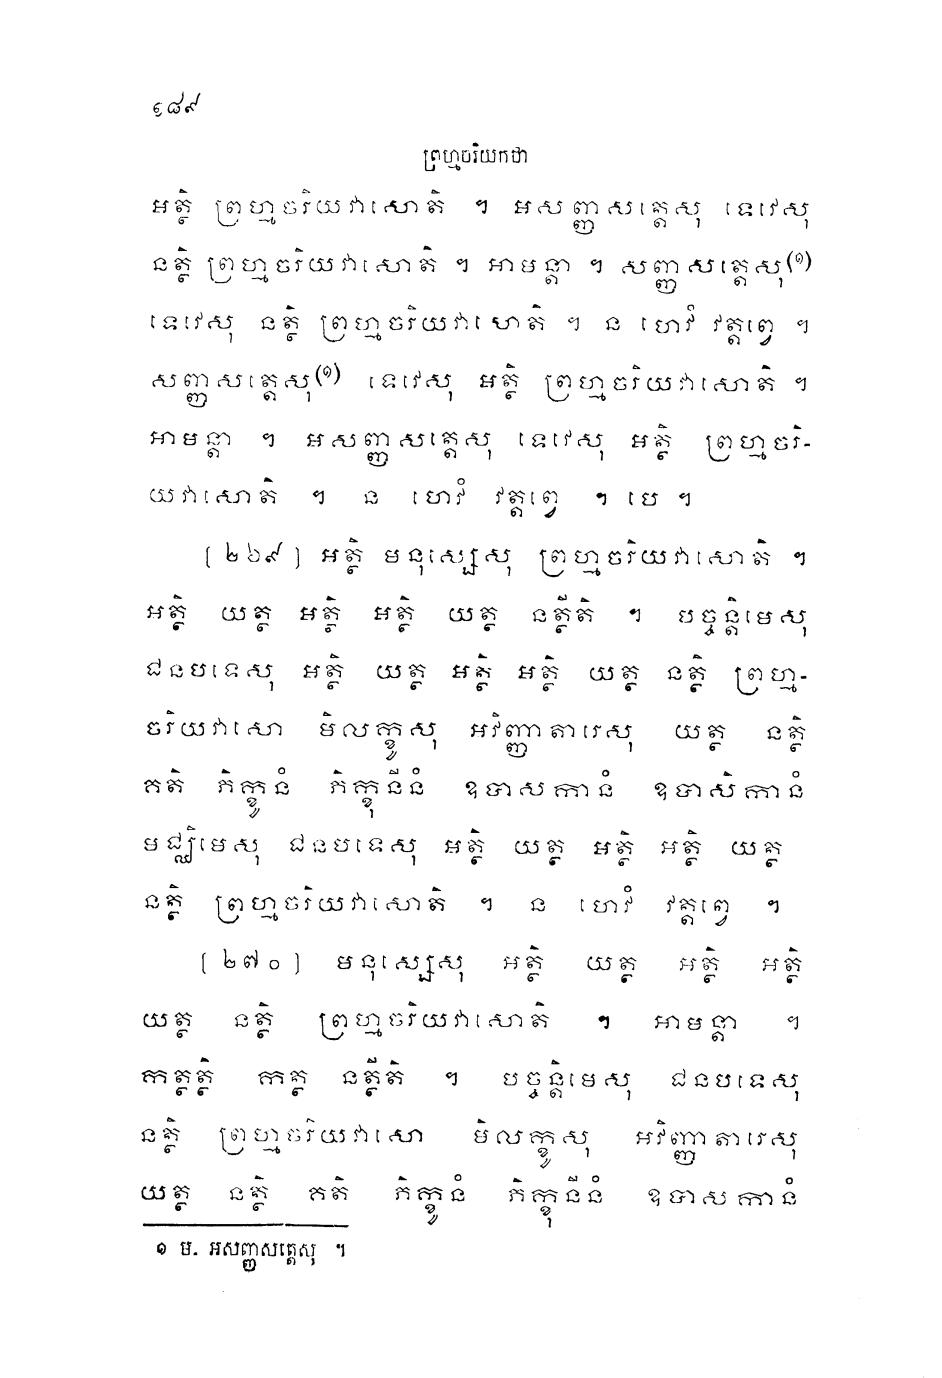 ១៨៩
ព្រហ្មចរិយកថា
អត្ថិ ព្រហ្មចរិយវាសោតិ ។ អសញ្ញសត្តេសុ ទេវេសុ
នត្ថិ ព្រហ្មចរិយវាសោតិ ។ អាមន្តា ។ សញ្ញសត្តេសុ(១)
ទេវេសុ នត្ថិ ព្រហ្មចរិយវាសោតិ ។ ន ហេវំ វត្តព្វេ ។
សញ្ញសត្តេសុ(១) ទេវេសុ អត្ថិ ព្រហ្មចរិយវាសោតិ ។
អាមន្តា ។ អសញ្ញសត្តេសុ ទេវេសុ អត្ថិ ព្រហ្មចរិ-
យវាសោតិ ។ ន ហេវំ វត្តព្វេ ។ បេ ។
[២៦៩] អត្ថិ មនុស្សេសុ ព្រហ្មចរិយវាសោតិ ។
អត្ថិ យត្ថ អត្ថិ អត្ថិ យត្ថ នត្ថីតិ ។ បច្ចន្តិមេសុ
ជនបទេសុ អត្ថិ យត្ថ អត្ថិ អត្ថិ យត្ថ នត្ថិ ព្រហ្ម-
ចរិយវាសោ មិលក្ខូសុ អវិញ្ញាតារេសុ យត្ថ នត្ថិ
គតិ ភិក្ខូនំ ភិក្ខុនីនំ ឧបាសកានំ ឧបាសិកានំ
មជ្ឈិមេសុ ជនបទេសុ អត្ថិ យត្ថ អត្ថិ អត្ថិ យត្ថ
នត្ថិ ព្រហ្មចរិយវាសោតិ ។ ន ហេវំ វត្តព្វេ ។
[២៧០] មនុស្សេសុ អត្ថិ យត្ថ អត្ថិ អត្ថិ
យត្ថ នត្ថិ ព្រហ្មចរិយវាសោតិ ។ អាមន្តា ។
កត្ថត្ថិ កត្ថ នត្ថីតិ ។ បច្ចន្តិមេសុ ជនបទេសុ
នត្ថិ ព្រហ្មចរិយវាសោ មិលក្ខូសុ អវិញ្ញាតារេសុ
យត្ថ នត្ថិ គតិ ភិក្ខូនំ ភិក្ខុនីនំ ឧបាសកានំ
១ ម. អសញ្ញសត្តេសុ ។